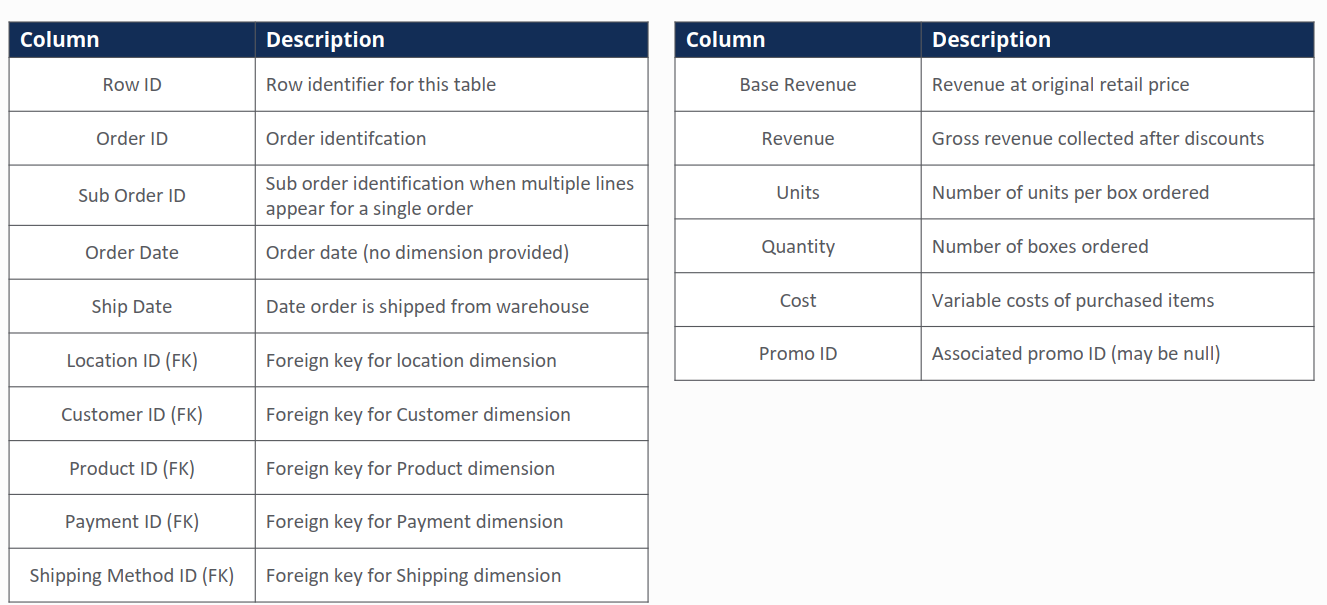 Column Description
Row ID Row identifier for this table
Order ID Order identifcation
Sub Order ID Sub order identification when multiple lines
appear for a single order
Order Date Order date (no dimension provided)
Ship Date Date order is shipped from warehouse
Location ID (FK) Foreign key for location dimension
Customer ID (FK) Foreign key for Customer dimension
Product ID (FK) Foreign key for Product dimension
Payment ID (FK) Foreign key for Payment dimension
Shipping Method ID (FK) Foreign key for Shipping dimension
Column Description
Base Revenue Revenue at original retail price
Revenue Gross revenue collected after discounts
Units Number of units per box ordered
Quantity Number of boxes ordered
Cost Variable costs of purchased items
Promo ID Associated promo ID (may be null)